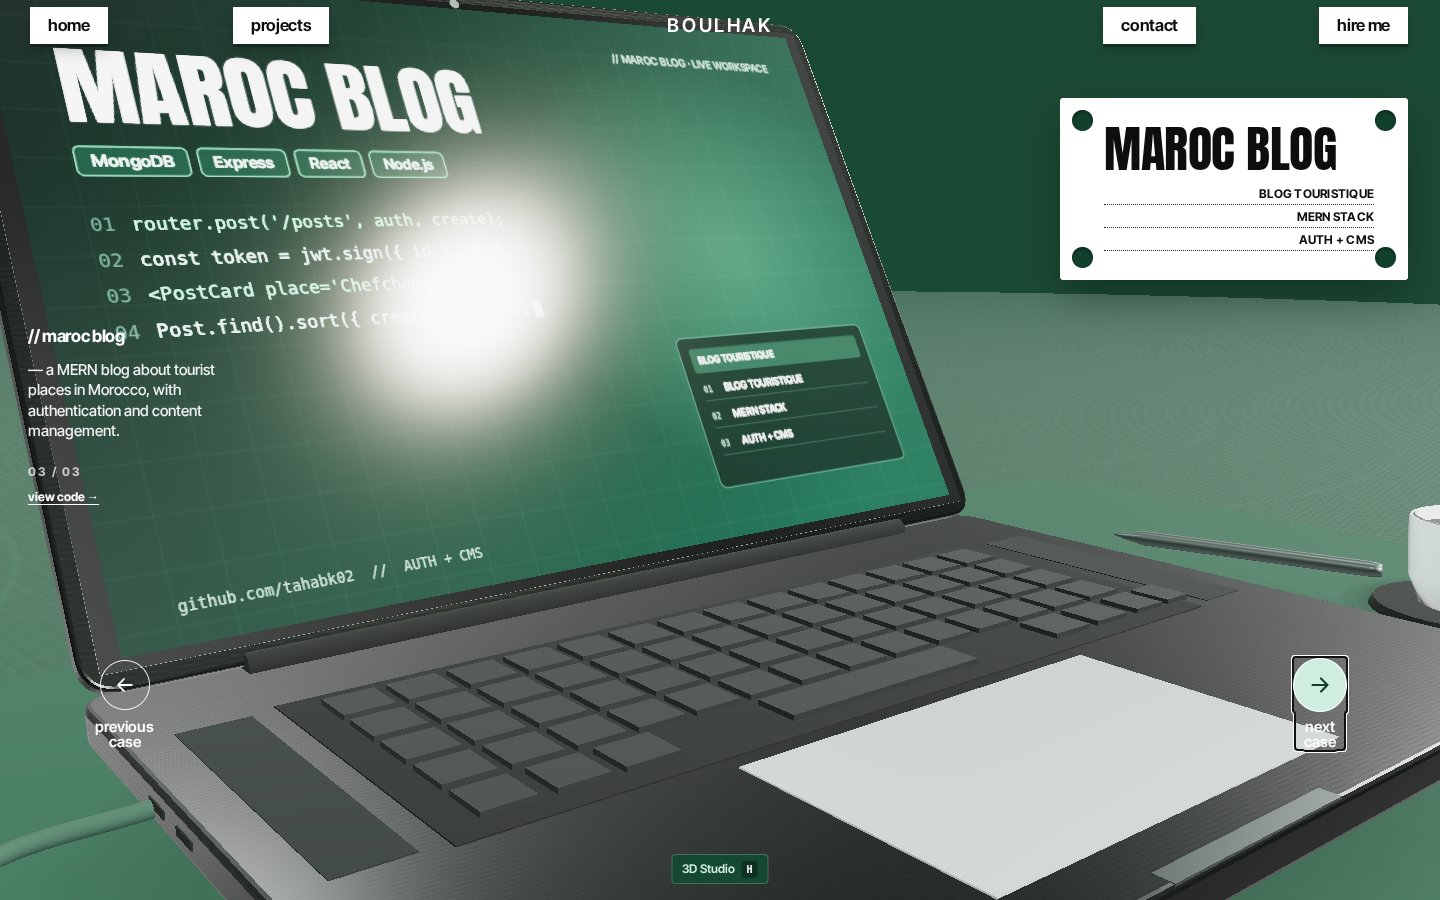 home
projects
BOULHAK
contact
hire me
MAROC BLOG
// MAROC BLOG · LIVE WORKSPACE
MongoDB
Express
React
Node.js
01 router.post('/posts', auth, create);
02 const token = jwt.sign({ id }, KEY);
03 <PostCard place='Chefchao
04 Post.find().sort({ creat
BLOG TOURISTIQUE
01 BLOG TOURISTIQUE
02 MERN STACK
03 AUTH + CMS
github.com/tahabk02 // AUTH + CMS
MAROC BLOG
BLOG TOURISTIQUE
MERN STACK
AUTH + CMS
// maroc blog
— a MERN blog about tourist
places in Morocco, with
authentication and content
management.
03 / 03
view code →
previous
case
next
case
3D Studio H